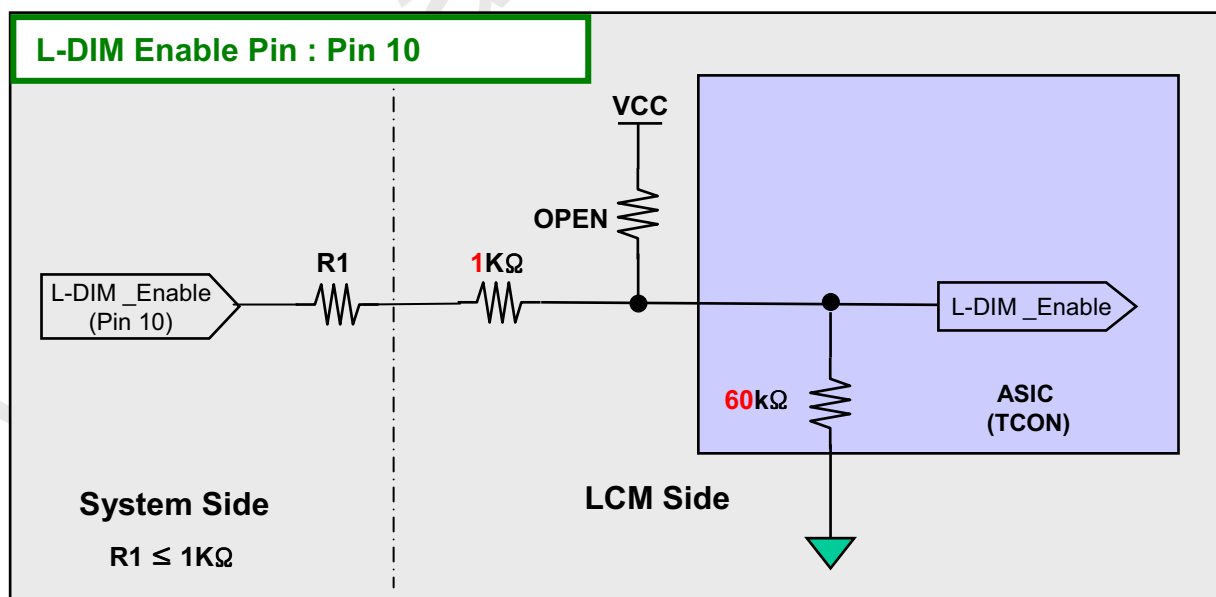 L-DIM Enable Pin : Pin 10
VCC
OPEN
R1
1KΩ
L-DIM _Enable
(Pin 10)
L-DIM _Enable
60kΩ
ASIC
(TCON)
System Side
LCM Side
R1 ≤ 1KΩ